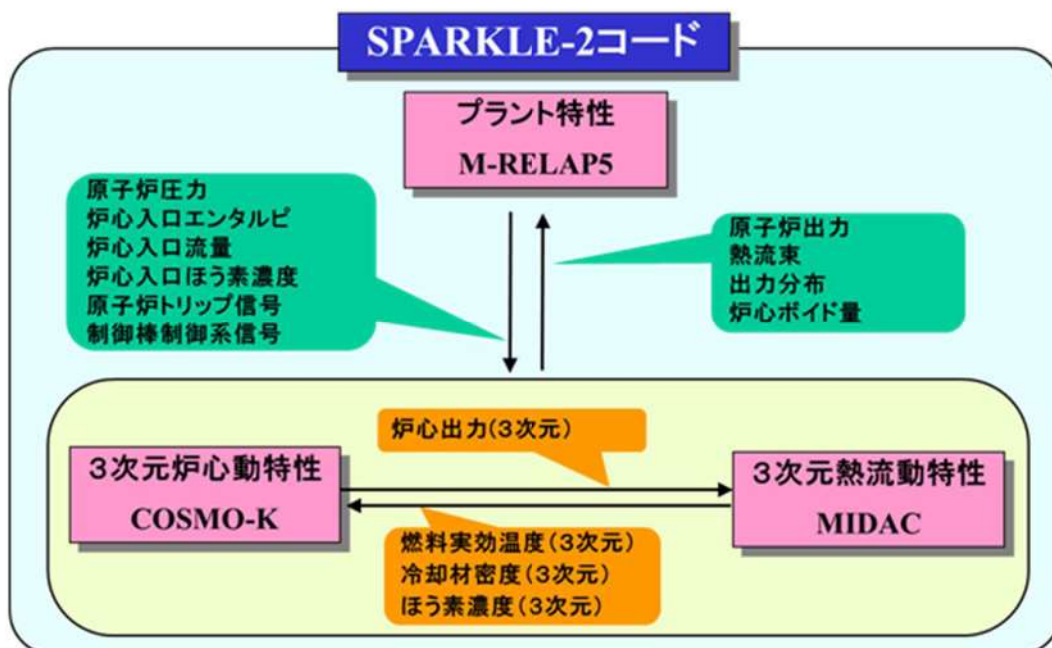 SPARKLE-2コード
プラント特性
M-RELAP5
原子炉圧力
炉心入口エンタルピ
炉心入口流量
炉心入口ほう素濃度
原子炉トリップ信号
制御棒制御系信号
原子炉出力
熱流束
出力分布
炉心ボイド量
炉心出力(3次元)
3次元炉心動特性
COSMO-K
3次元熱流動特性
MIDAC
燃料実効温度(3次元)
冷却材密度(3次元)
ほう素濃度(3次元)